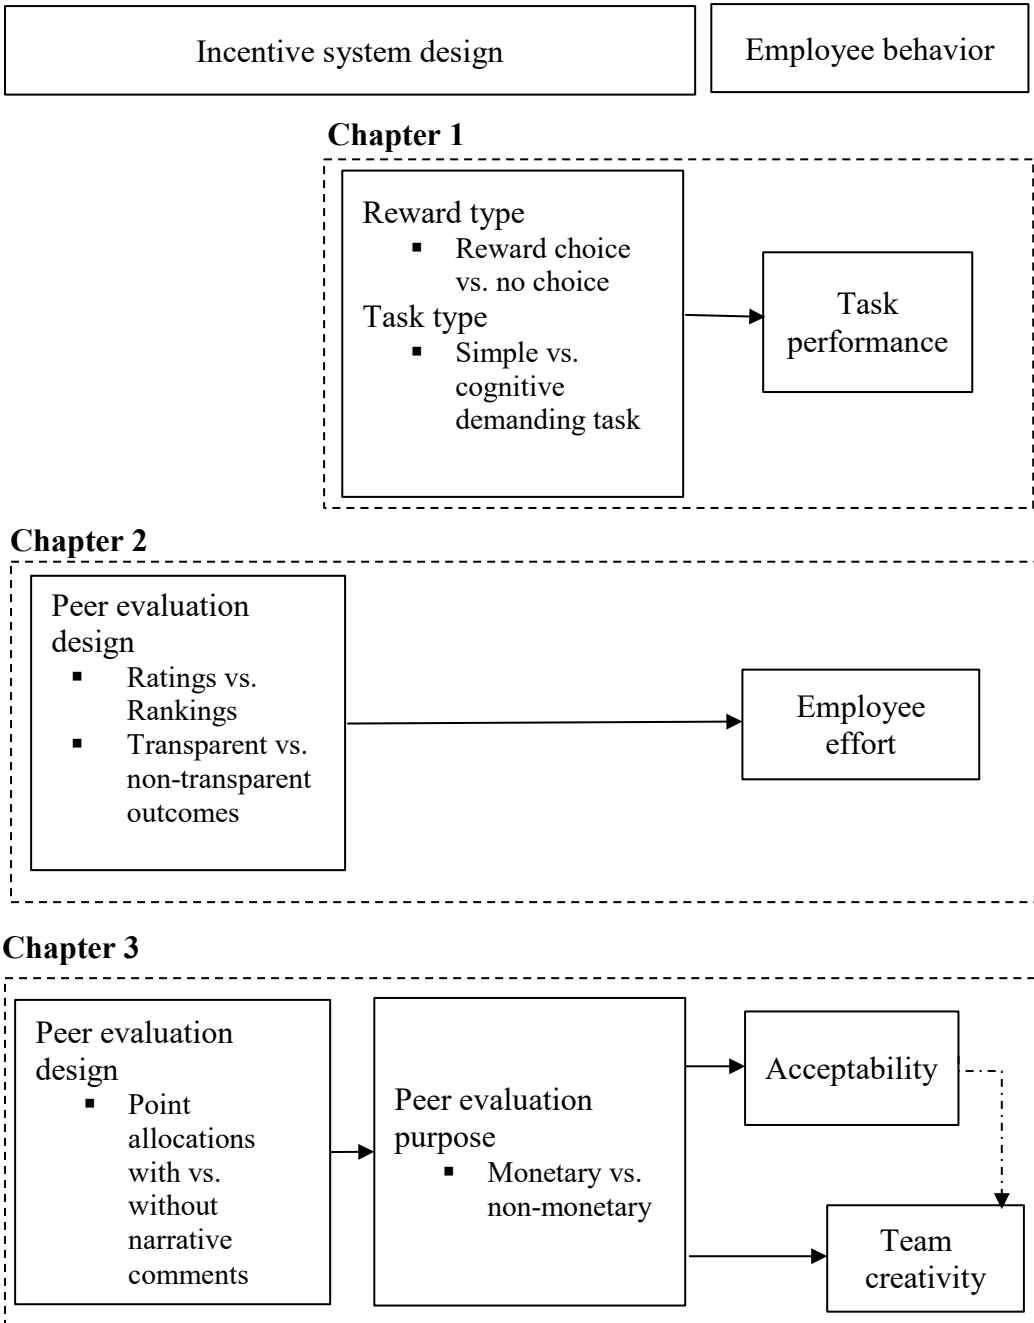 Incentive system design
Employee behavior
Chapter 1
Reward type
▪ Reward choice
vs. no choice
Task type
▪ Simple vs.
cognitive
demanding task
Task
performance
Chapter 2
Peer evaluation
design
▪ Ratings vs.
Rankings
▪ Transparent vs.
non-transparent
outcomes
Employee
effort
Chapter 3
Peer evaluation
design
▪ Point
allocations
with vs.
without
narrative
comments
Peer evaluation
purpose
▪ Monetary vs.
non-monetary
Acceptability
Team
creativity